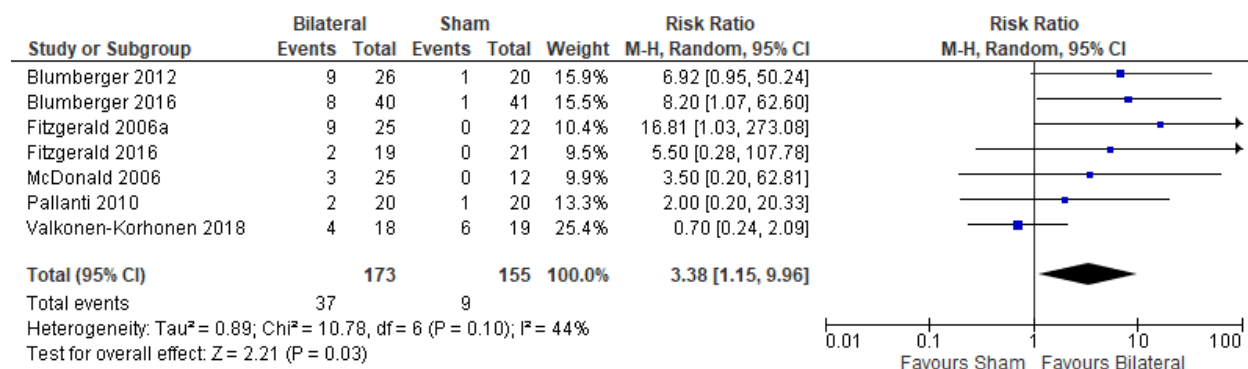 Bilateral Sham Risk Ratio Risk Ratio
Study or Subgroup Events Total Events Total Weight M-H, Random, 95% CI M-H, Random, 95% CI
Blumberger 2012 9 26 1 20 15.9% 6.92 [0.95, 50.24]
Blumberger 2016 8 40 1 41 15.5% 8.20 [1.07, 62.60]
Fitzgerald 2006a 9 25 0 22 10.4% 16.81 [1.03, 273.08]
Fitzgerald 2016 2 19 0 21 9.5% 5.50 [0.28, 107.78]
McDonald 2006 3 25 0 12 9.9% 3.50 [0.20, 62.81]
Pallanti 2010 2 20 1 20 13.3% 2.00 [0.20, 20.33]
Valkonen-Korhonen 2018 4 18 6 19 25.4% 0.70 [0.24, 2.09]
Total (95% CI) 173 155 100.0% 3.38 [1.15, 9.96]
Total events 37 9
Heterogeneity: Tau² = 0.89; Chi² = 10.78, df = 6 (P = 0.10); I² = 44%
Test for overall effect: Z = 2.21 (P = 0.03)
0.01 0.1 1 10 100
Favours Sham Favours Bilateral